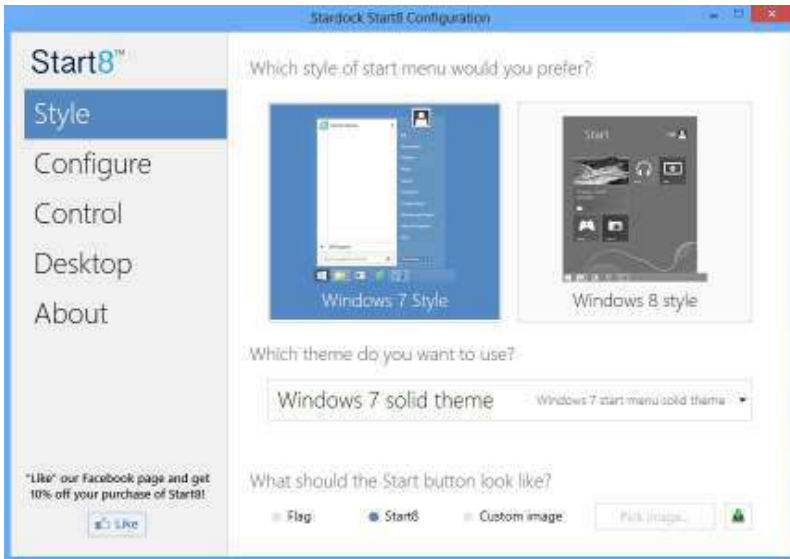 Stardock Start8 Configuration
Start8™
Style
Configure
Control
Desktop
About
"Like" our Facebook page and get
10% off your purchase of Start8!
Like
Which style of start menu would you prefer?
Windows 7 Style
Start
Windows 8 style
Which theme do you want to use?
Windows 7 solid theme
Windows 7 start menu solid theme
What should the Start button look like?
Flag
Start8
Custom image
Pick image...